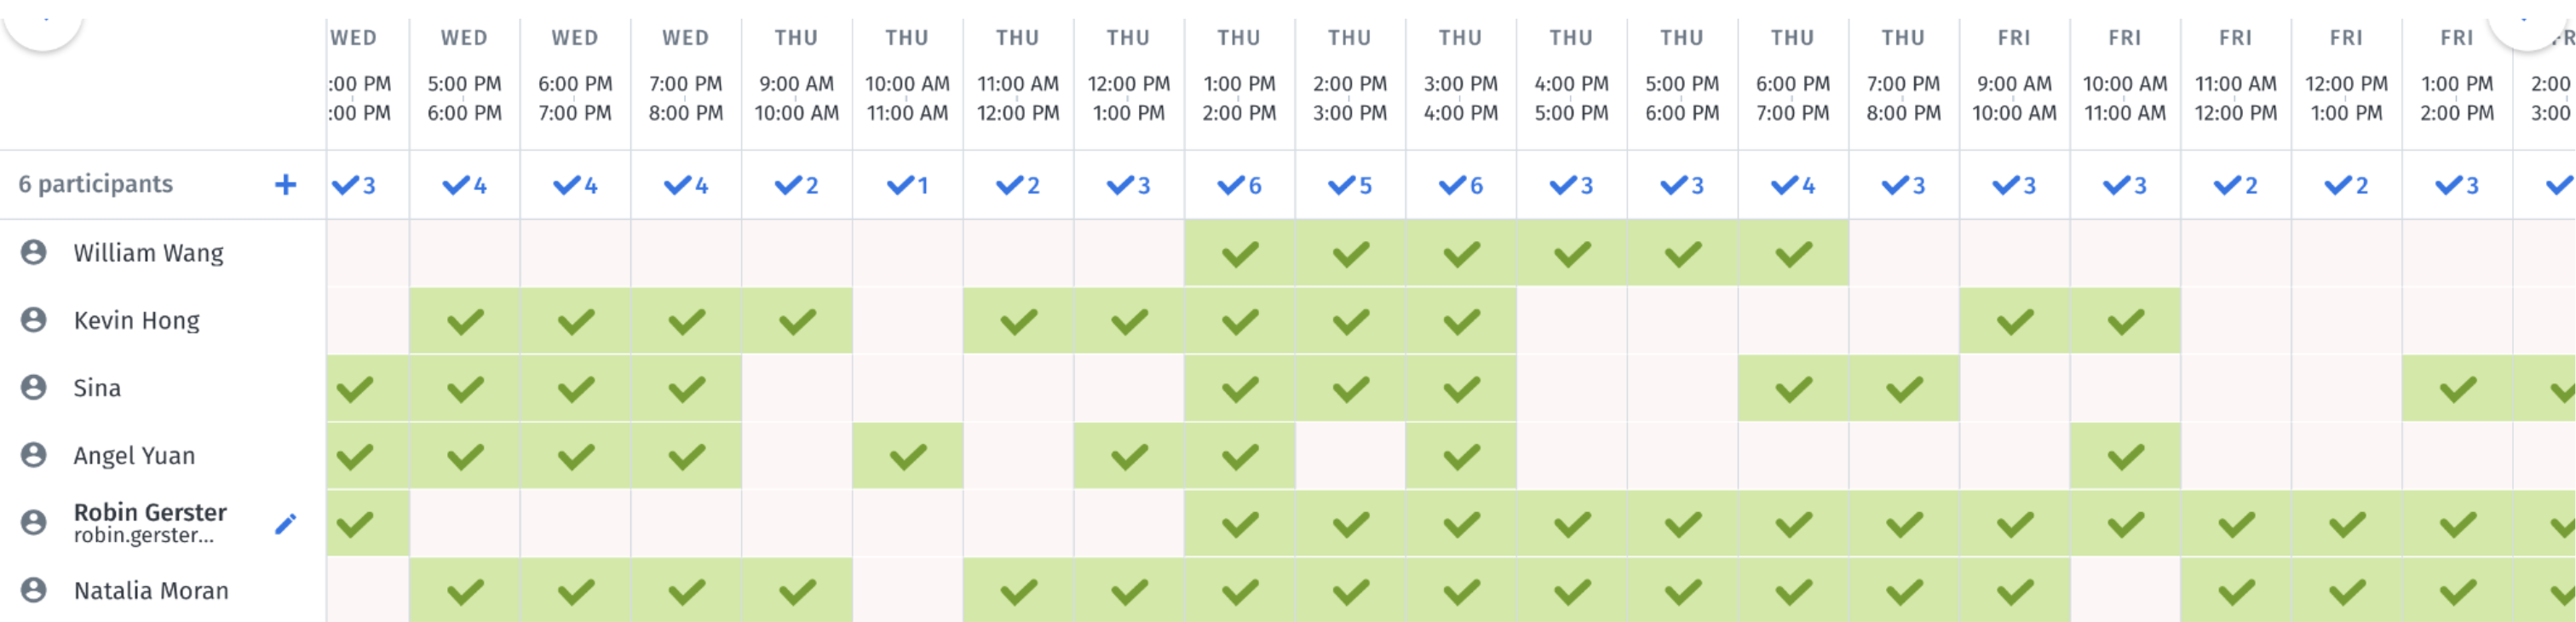 WED WED WED WED THU THU THU THU THU THU THU THU THU THU THU FRI FRI FRI FRI FRI FR
:00 PM 5:00 PM 6:00 PM 7:00 PM 9:00 AM 10:00 AM 11:00 AM 12:00 PM 1:00 PM 2:00 PM 3:00 PM 4:00 PM 5:00 PM 6:00 PM 7:00 PM 9:00 AM 10:00 AM 11:00 AM 12:00 PM 1:00 PM 2:00
:00 PM 6:00 PM 7:00 PM 8:00 PM 10:00 AM 11:00 AM 12:00 PM 1:00 PM 2:00 PM 3:00 PM 4:00 PM 5:00 PM 6:00 PM 7:00 PM 8:00 PM 10:00 AM 11:00 AM 12:00 PM 1:00 PM 2:00 PM 3:00
6 participants + 3 4 4 4 2 1 2 3 6 5 6 3 3 4 3 3 3 2 2 3
William Wang
Kevin Hong
Sina
Angel Yuan
Robin Gerster
robin.gerster...
Natalia Moran